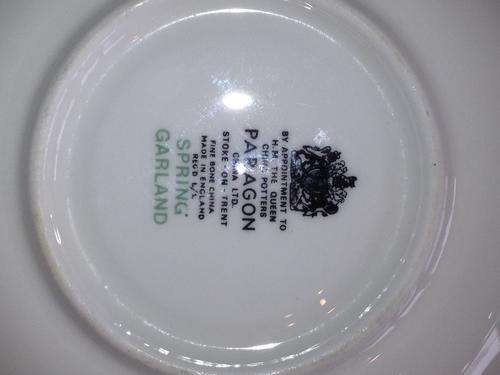 BY APPOINTMENT TO
H.M. THE QUEEN
CHINA POTTERS
PARAGON
CHINA LTD.
STOKE-ON-TRENT
FINE BONE CHINA
MADE IN ENGLAND
REG'D
SPRING
GARLAND